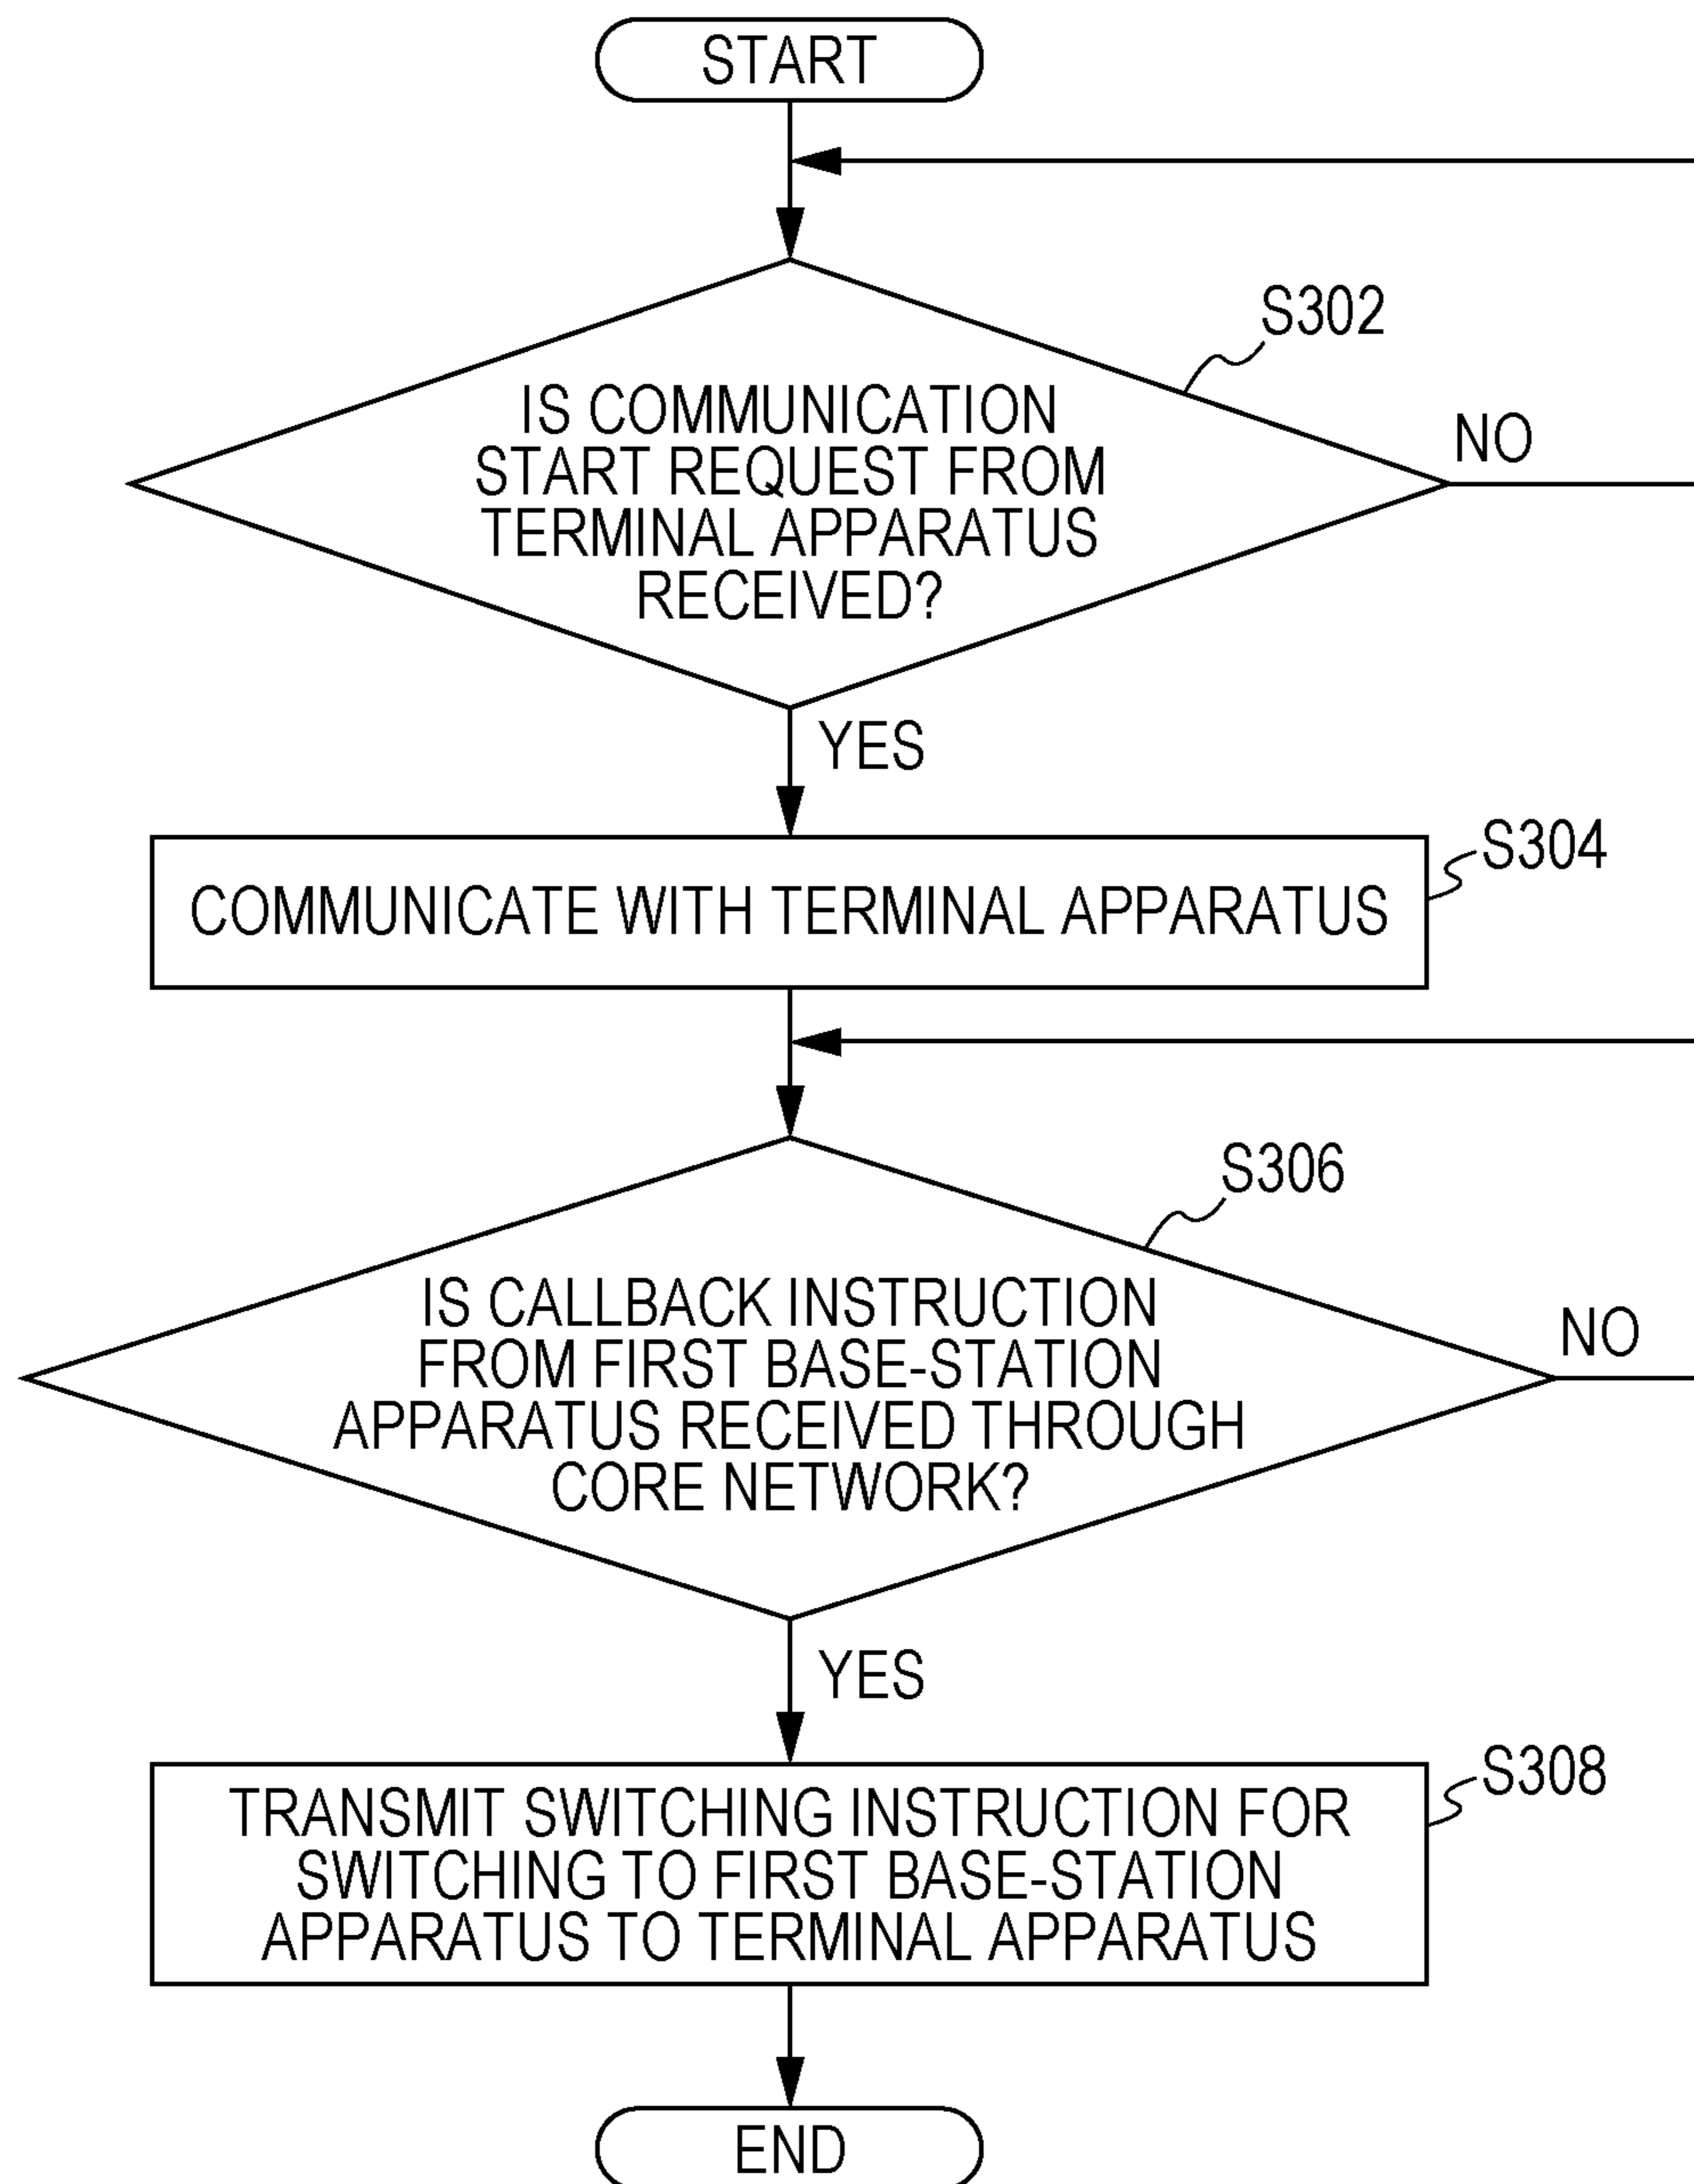 START
S302
IS COMMUNICATION
START REQUEST FROM
TERMINAL APPARATUS
RECEIVED?
NO
YES
S304
COMMUNICATE WITH TERMINAL APPARATUS
S306
IS CALLBACK INSTRUCTION
FROM FIRST BASE-STATION
APPARATUS RECEIVED THROUGH
CORE NETWORK?
NO
YES
S308
TRANSMIT SWITCHING INSTRUCTION FOR
SWITCHING TO FIRST BASE-STATION
APPARATUS TO TERMINAL APPARATUS
END